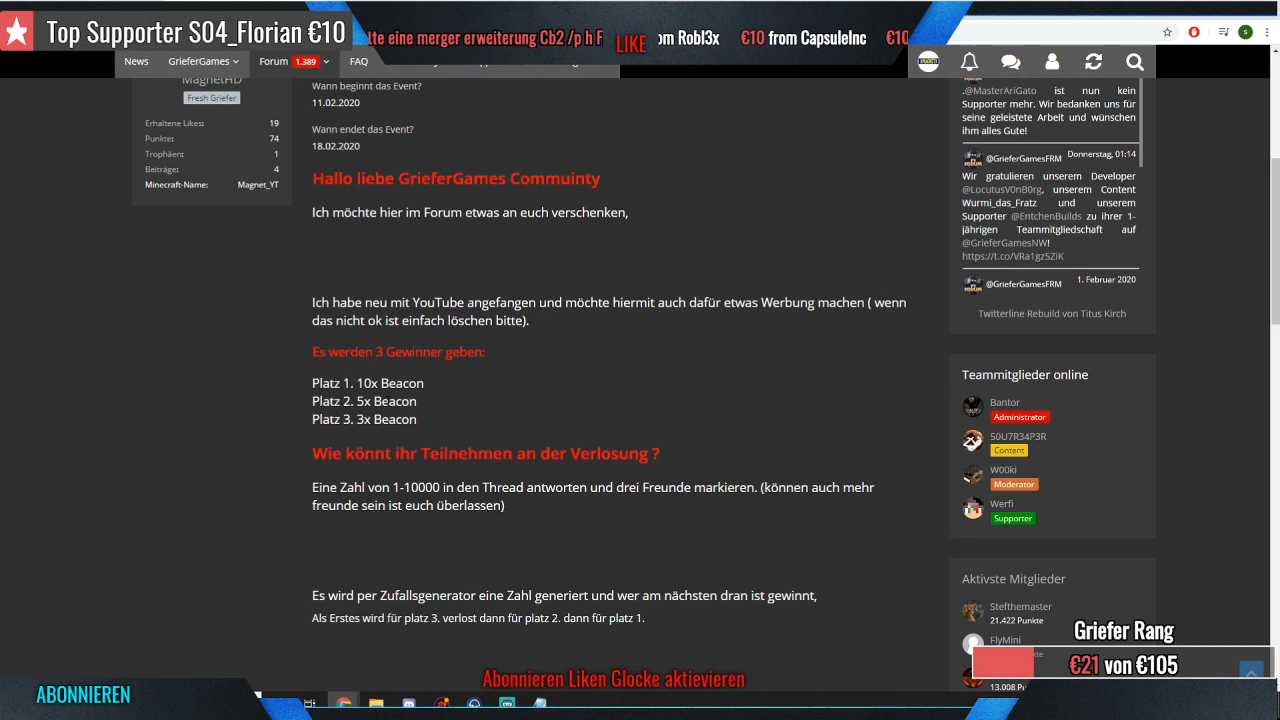 Top Supporter S04_Florian €10
lte eine merger erweiterung Cb2 /p h F
LIKE
om Robl3x €10 from CapsuleInc €10
News GrieferGames Forum 1.389 FAQ
MagnetHD
Fresh Griefer
Erhaltene Likes: 19
Punkte: 74
Trophäen: 1
Beiträge: 4
Minecraft-Name: Magnet_YT
Wann beginnt das Event?
11.02.2020
Wann endet das Event?
18.02.2020
Hallo liebe GrieferGames Commuinty
Ich möchte hier im Forum etwas an euch verschenken,
Ich habe neu mit YouTube angefangen und möchte hiermit auch dafür etwas Werbung machen ( wenn
das nicht ok ist einfach löschen bitte).
Es werden 3 Gewinner geben:
Platz 1. 10x Beacon
Platz 2. 5x Beacon
Platz 3. 3x Beacon
Wie könnt ihr Teilnehmen an der Verlosung ?
Eine Zahl von 1-10000 in den Thread antworten und drei Freunde markieren. (können auch mehr
freunde sein ist euch überlassen)
Es wird per Zufallsgenerator eine Zahl generiert und wer am nächsten dran ist gewinnt,
Als Erstes wird für platz 3. verlost dann für platz 2. dann für platz 1.
.@MasterAriGato ist nun kein
Supporter mehr. Wir bedanken uns für
seine geleistete Arbeit und wünschen
ihm alles Gute!
@GrieferGamesFRM Donnerstag, 01:14
Wir gratulieren unserem Developer
@LocutusV0nB0rg, unserem Content
Wurmi_das_Fratz und unserem
Supporter @EntchenBuilds zu ihrer 1-
jährigen Teammitgliedschaft auf
@GrieferGamesNW!
https://t.co/VRa1gz5ZiK
@GrieferGamesFRM 1. Februar 2020
Twitterline Rebuild von Titus Kirch
Teammitglieder online
Bantor
Administrator
50U7R34P3R
Content
W00ki
Moderator
Werfi
Supporter
Aktivste Mitglieder
Stefthemaster
21.422 Punkte
FlyMini
13.008
Griefer Rang
€21 von €105
Abonnieren Liken Glocke aktievieren
ABONNIEREN